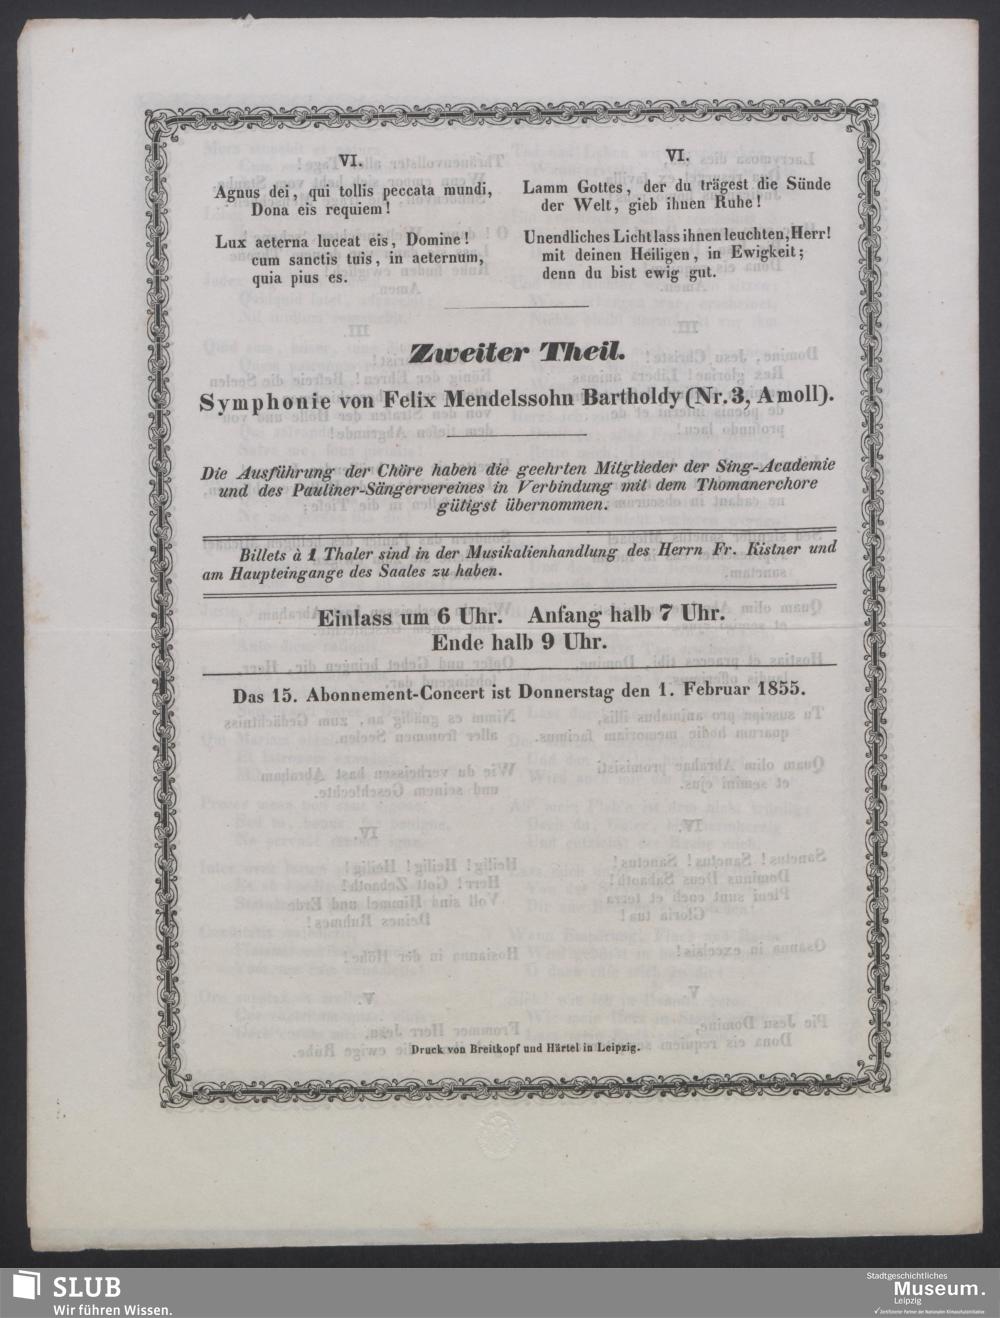 VI.
Agnus dei, qui tollis peccata mundi,
Dona eis requiem!
Lux aeterna luceat eis, Domine!
cum sanctis tuis, in aeternum,
quia pius es.
VI.
Lamm Gottes, der du trägest die Sünde
der Welt, gieb ihnen Ruhe!
Unendliches Licht lass ihnen leuchten, Herr!
mit deinen Heiligen, in Ewigkeit;
denn du bist ewig gut.
Zweiter Theil.
Symphonie von Felix Mendelssohn Bartholdy (Nr. 3, A moll).
Die Ausführung der Chöre haben die geehrten Mitglieder der Sing-Academie
und des Pauliner-Sängervereines in Verbindung mit dem Thomanerchore
gütigst übernommen.
Billets à 1 Thaler sind in der Musikalienhandlung des Herrn Fr. Kistner und
am Haupteingange des Saales zu haben.
Einlass um 6 Uhr. Anfang halb 7 Uhr.
Ende halb 9 Uhr.
Das 15. Abonnement-Concert ist Donnerstag den 1. Februar 1855.
Druck von Breitkopf und Härtel in Leipzig.
SLUB
Wir führen Wissen.
Stadtgeschichtliches
Museum.
Leipzig
Zertifizierter Partner der Nationalen Klimaschutzinitiative